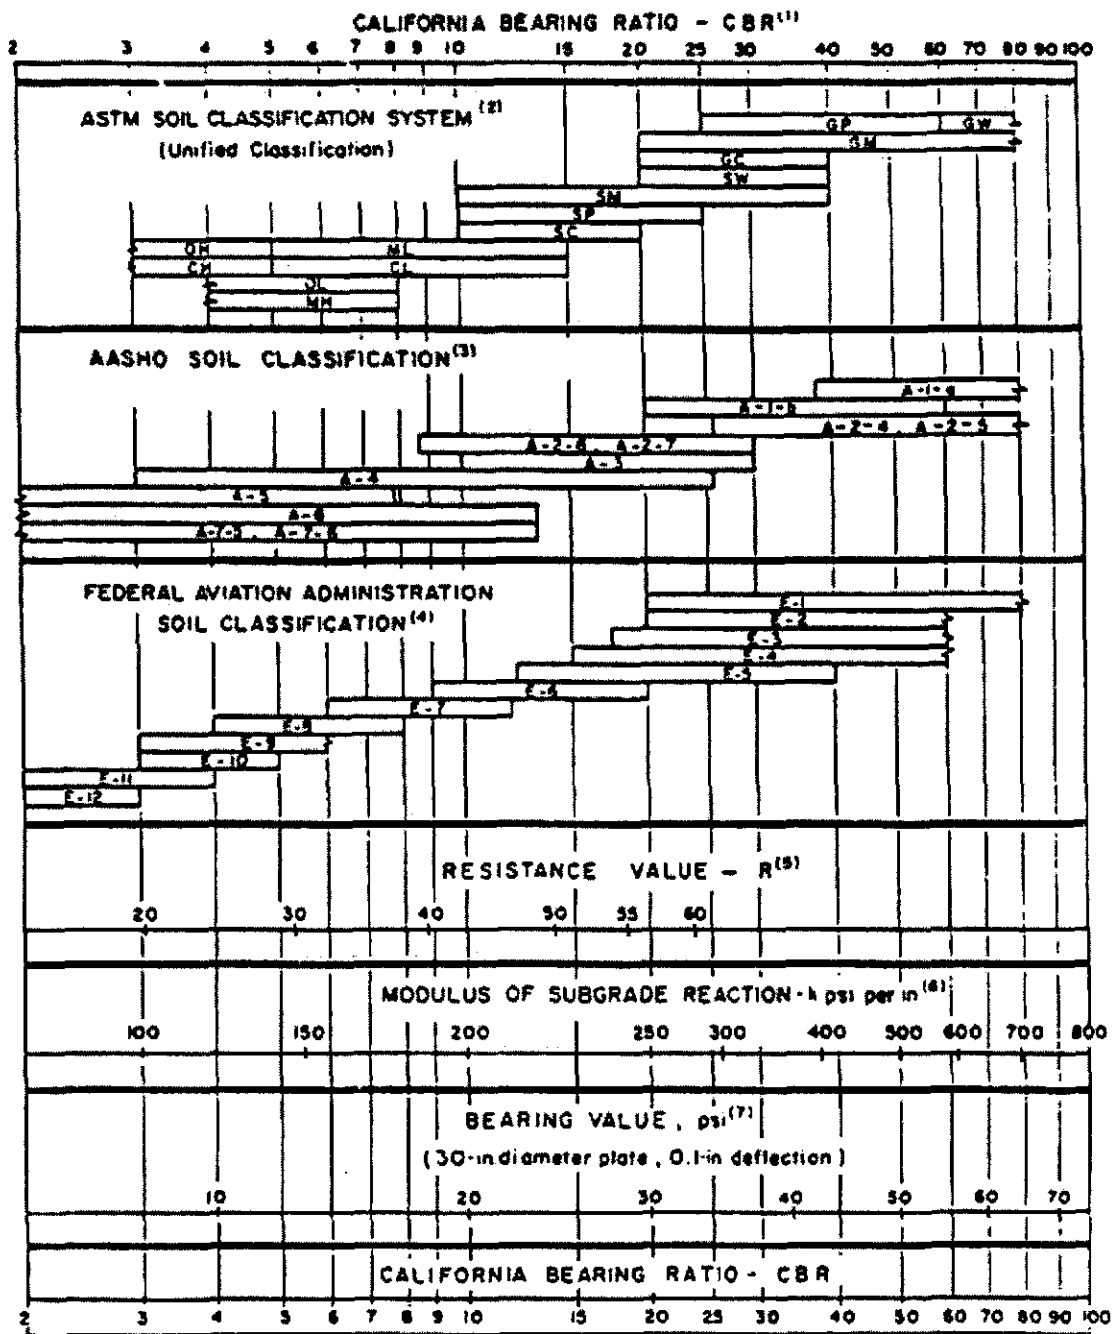 CALIFORNIA BEARING RATIO - CBR(1)
2 3 4 5 6 7 8 9 10 15 20 25 30 40 50 60 70 80 90 100
ASTM SOIL CLASSIFICATION SYSTEM (2)
(Unified Classification)
GP GW
GM
GC
SW
SM
SP
SC
OH ML
CH CL
OL
MH
AASHO SOIL CLASSIFICATION(3)
A-1-a
A-1-b
A-2-4, A-2-5
A-2-6, A-2-7
A-3
A-4
A-5
A-6
A-7-5, A-7-6
FEDERAL AVIATION ADMINISTRATION
SOIL CLASSIFICATION(4)
E-1
E-2
E-3
E-4
E-5
E-6
E-7
E-8
E-9
E-10
E-11
E-12
RESISTANCE VALUE - R(5)
20 30 40 50 55 60
MODULUS OF SUBGRADE REACTION-k psi per in(6)
100 150 200 250 300 400 500 600 700 800
BEARING VALUE, psi(7)
(30-in diameter plate, 0.1-in deflection)
10 20 30 40 50 60 70
CALIFORNIA BEARING RATIO - CBR
2 3 4 5 6 7 8 9 10 15 20 25 30 40 50 60 70 80 90 100